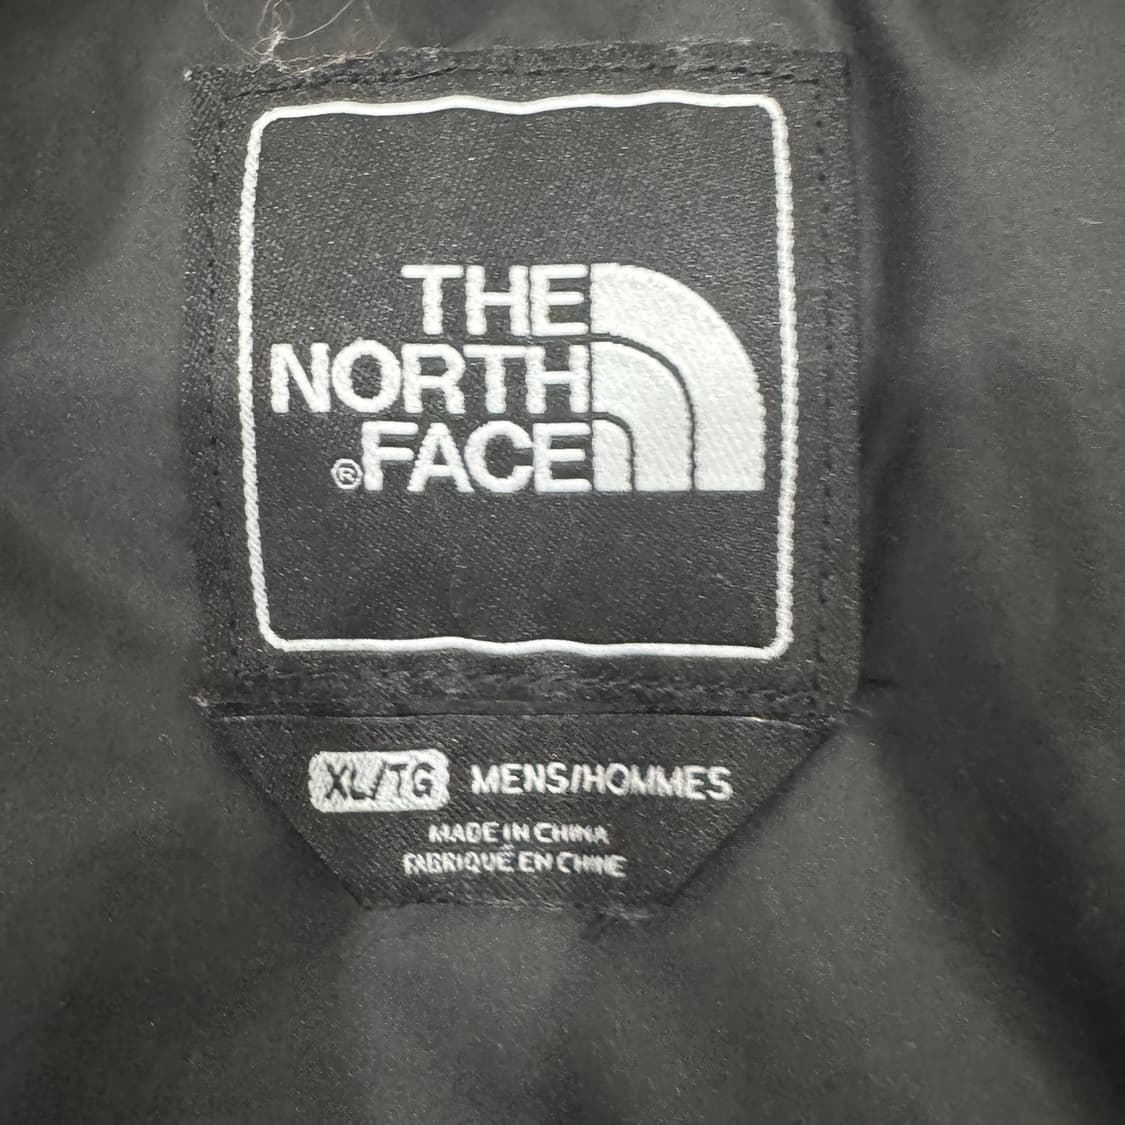 THE
NORTH
®FACE
XL/TG MENS/HOMMES
MADE IN CHINA
FABRIQUÉ EN CHINE